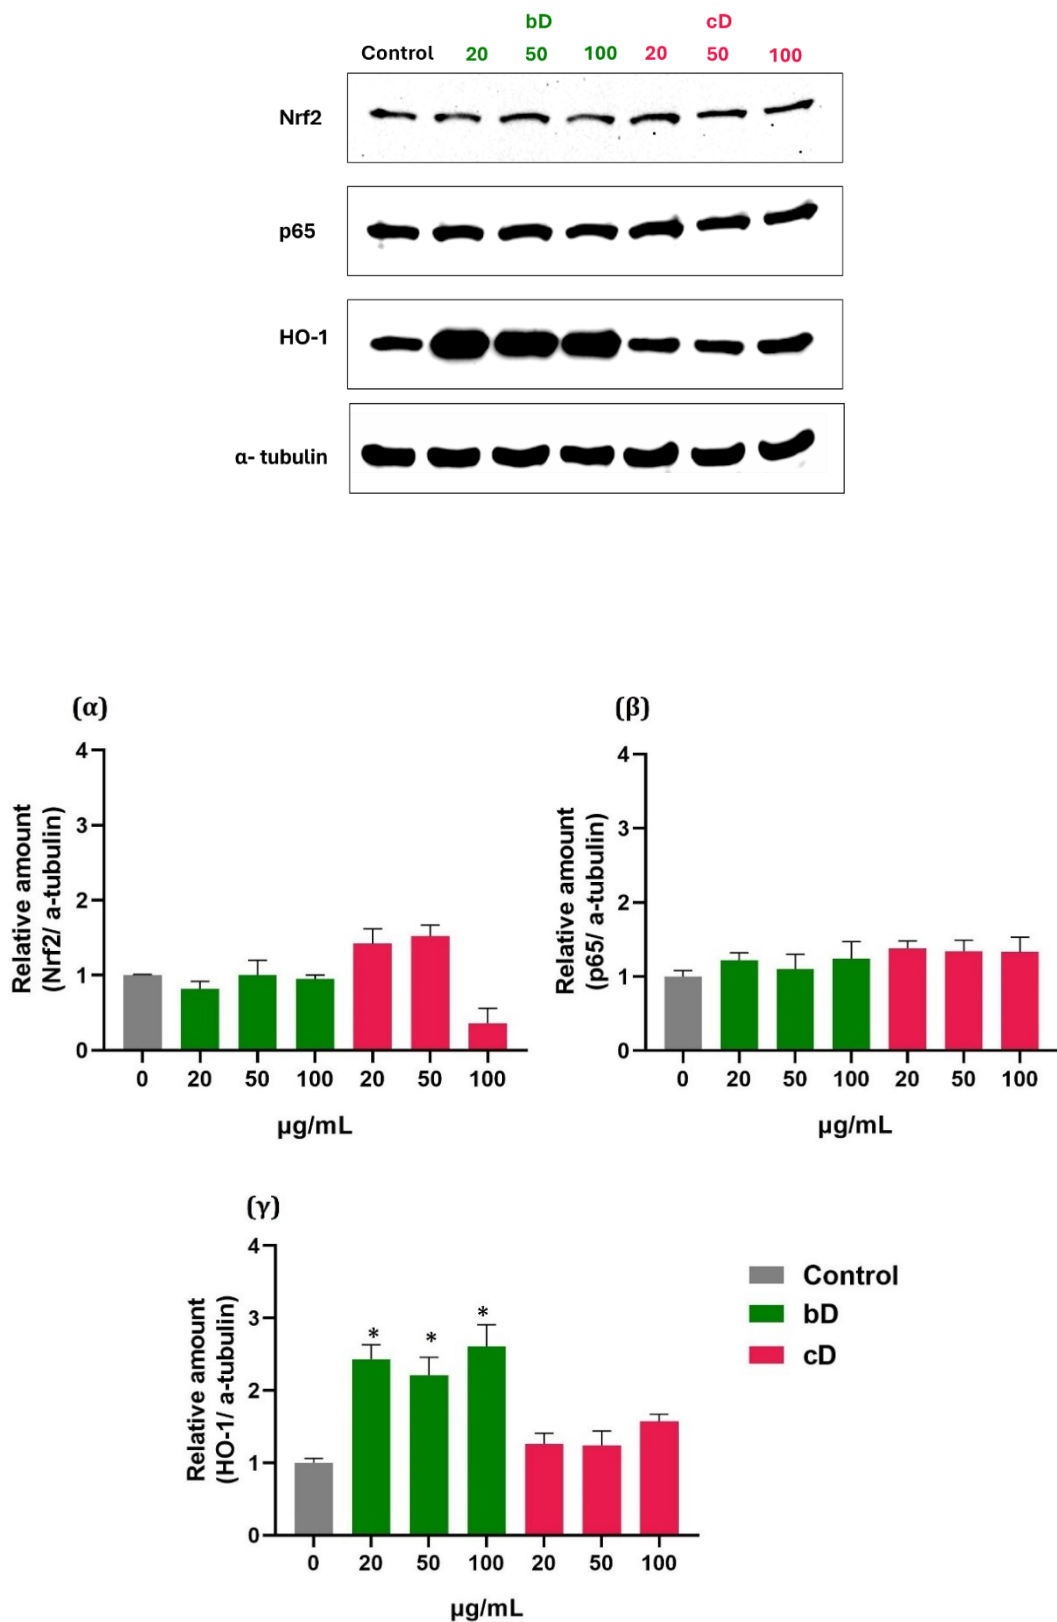 bD cD
Control 20 50 100 20 50 100
Nrf2
p65
HO-1
α- tubulin
(α)
4
3
2
1
0
Relative amount
(Nrf2/ a-tubulin)
0 20 50 100 20 50 100
µg/mL
(β)
4
3
2
1
0
Relative amount
(p65/ a-tubulin)
0 20 50 100 20 50 100
µg/mL
(γ)
4
3
2
1
0
Relative amount
(HO-1/ a-tubulin)
* * *
0 20 50 100 20 50 100
µg/mL
Control
bD
cD